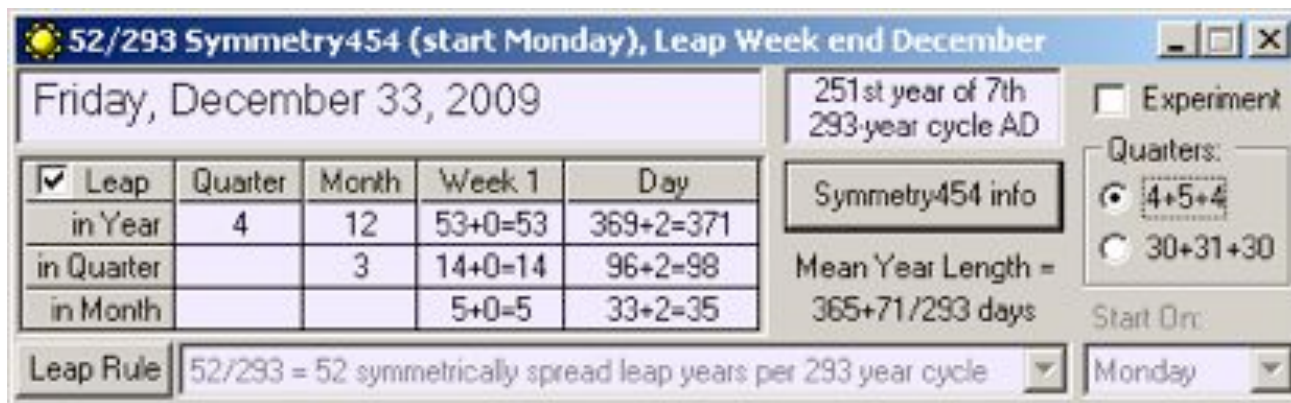 52/293 Symmetry454 (start Monday), Leap Week end December
Friday, December 33, 2009
251st year of 7th
293-year cycle AD
Experiment
Leap Quarter Month Week 1 Day
in Year 4 12 53+0=53 369+2=371
in Quarter 3 14+0=14 96+2=98
in Month 5+0=5 33+2=35
Symmetry454 info
Mean Year Length =
365+71/293 days
Quarters:
4+5+4
30+31+30
Start On:
Monday
Leap Rule 52/293 = 52 symmetrically spread leap years per 293 year cycle